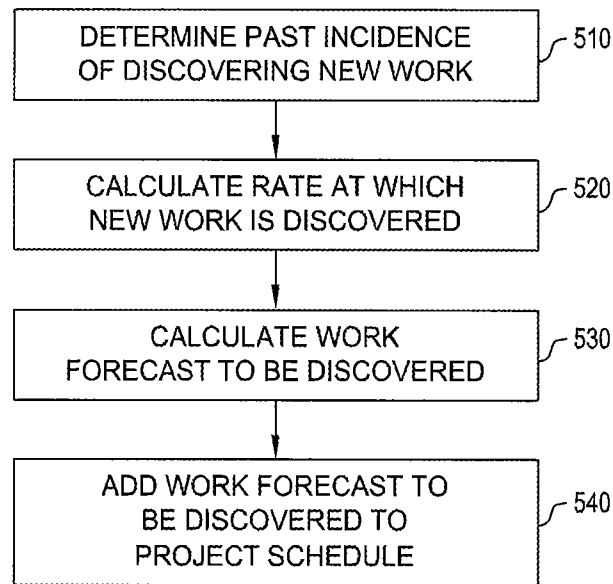 DETERMINE PAST INCIDENCE
OF DISCOVERING NEW WORK
510
CALCULATE RATE AT WHICH
NEW WORK IS DISCOVERED
520
CALCULATE WORK
FORECAST TO BE DISCOVERED
530
ADD WORK FORECAST TO
BE DISCOVERED TO
PROJECT SCHEDULE
540